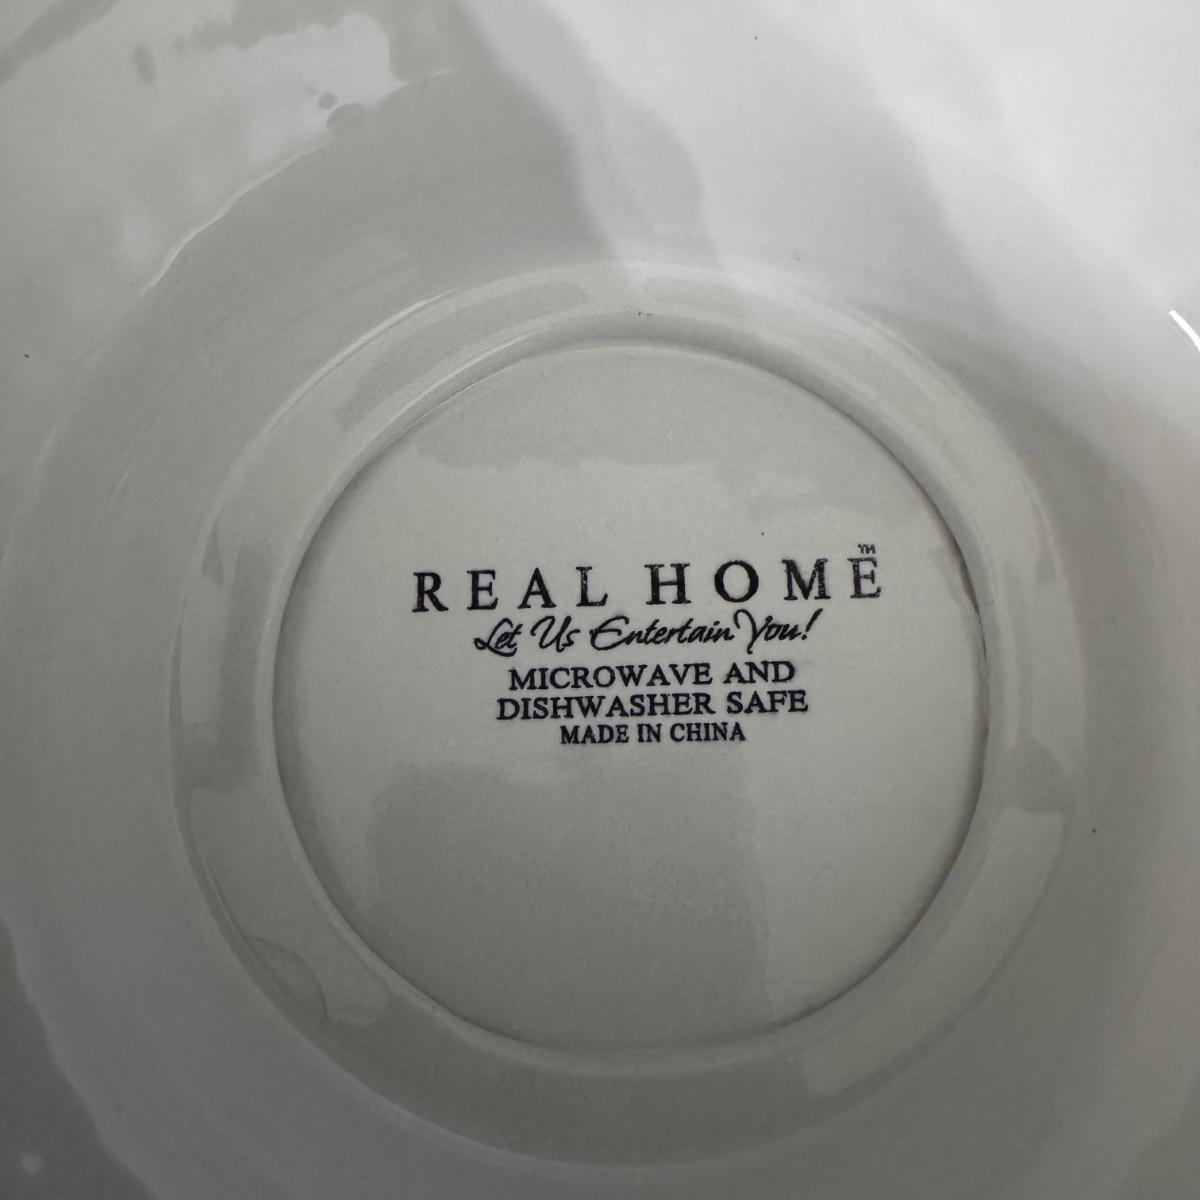 REAL HOME™
Let Us Entertain You!
MICROWAVE AND
DISHWASHER SAFE
MADE IN CHINA